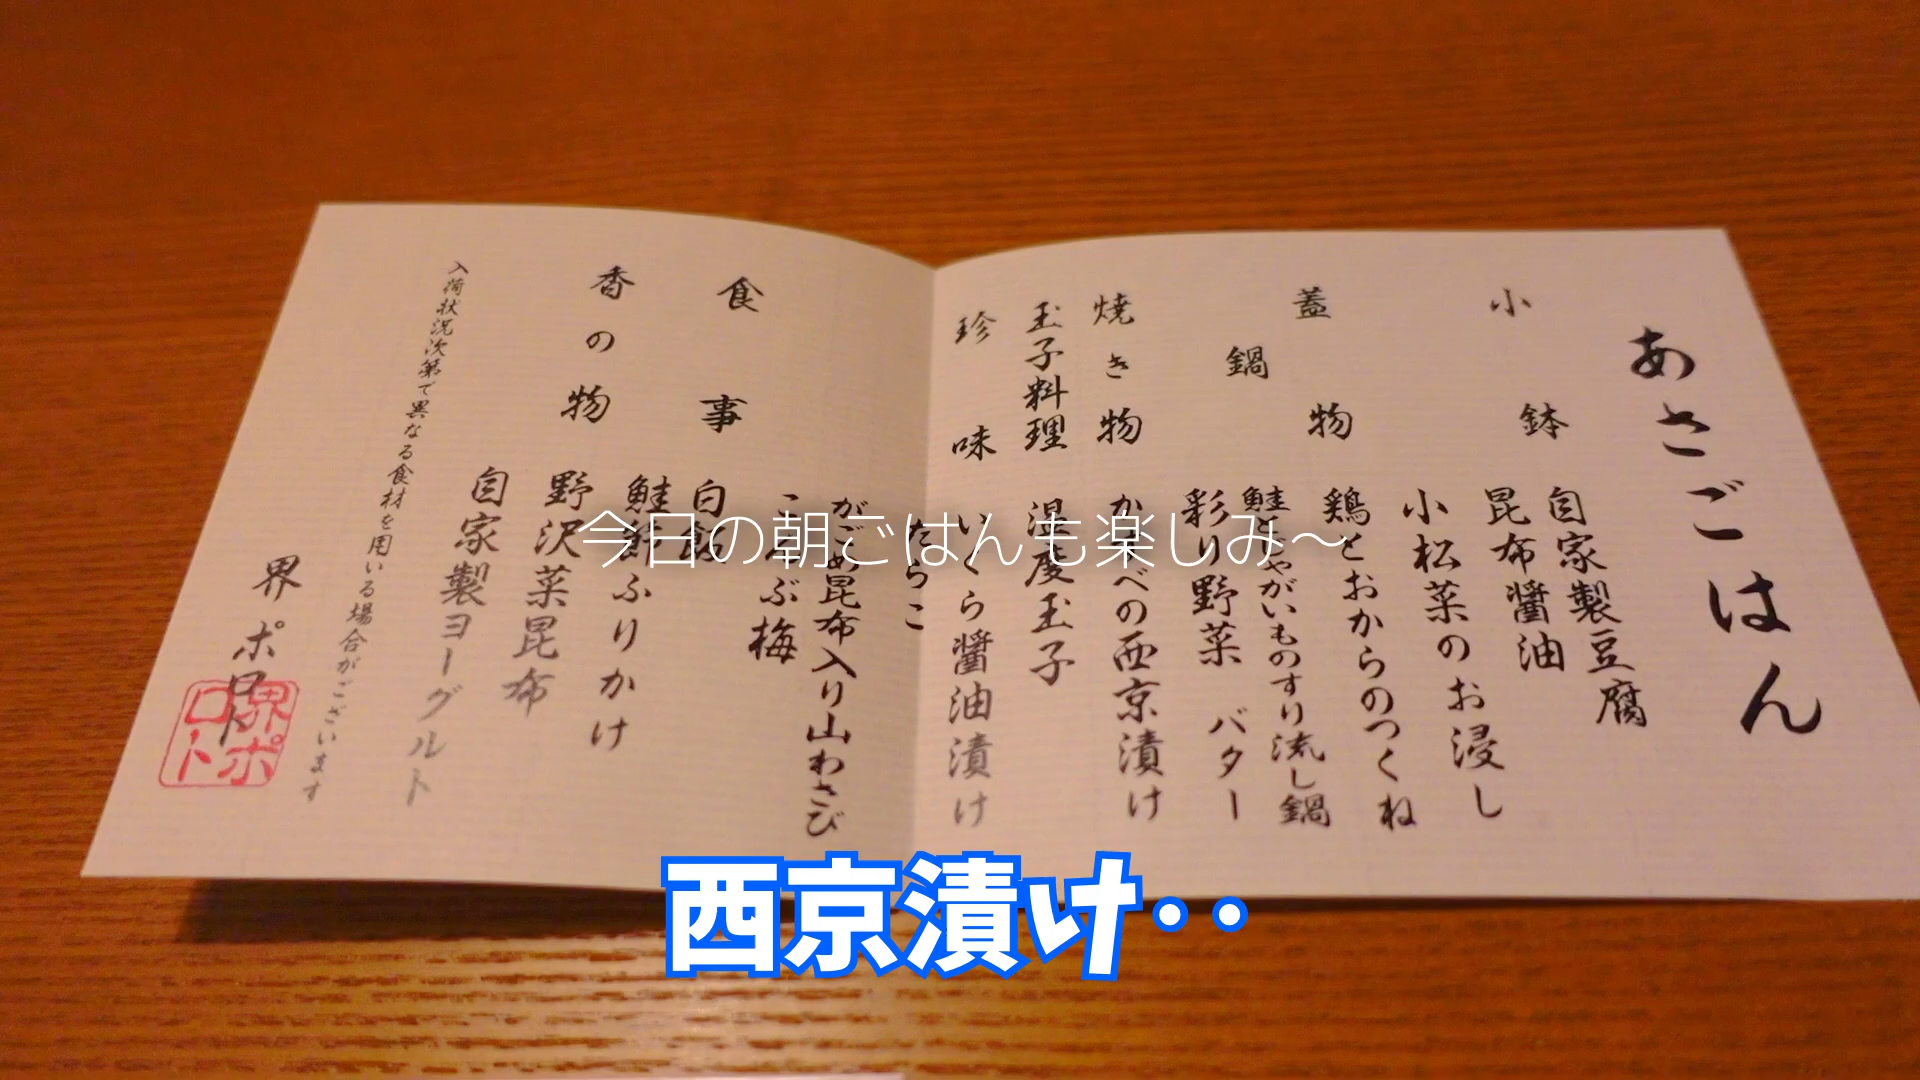 あさごはん
小鉢
自家製豆腐
昆布醤油
小松菜のお浸し
蓋物
鶏とおからのつくね
鍋
鮭とじゃがいものすり流し鍋
彩り野菜 バター
焼き物
かすべの西京漬け
玉子料理
温度玉子
珍味
いくら醤油漬け
たらこ
がごめ昆布入り山わさび
こんぶ梅
食事
白飯
鮭節ふりかけ
香の物
野沢菜昆布
自家製ヨーグルト
入荷状況次第で異なる食材を用いる場合がございます
界 ポロト
界ポロト
今日の朝ごはんも楽しみ～
西京漬け‥